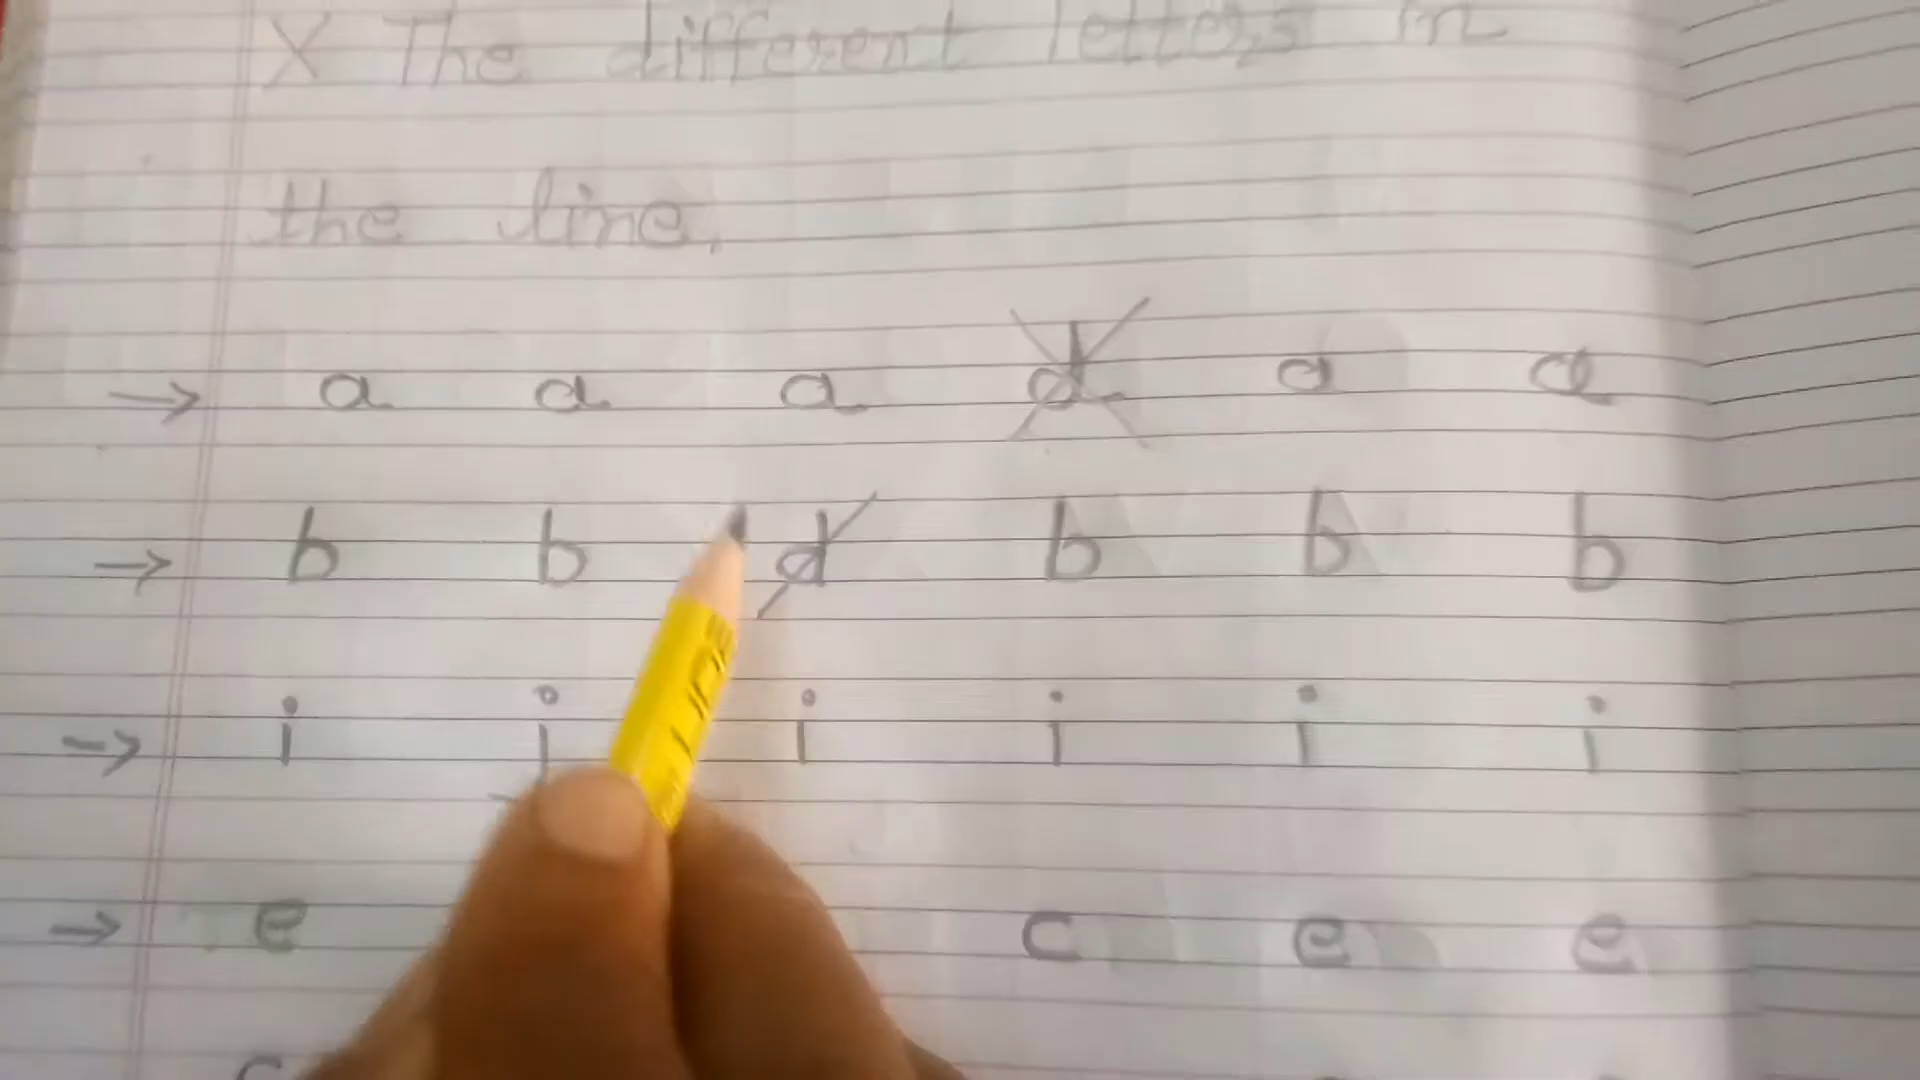 X The different letters in
the line.
→ a a a d a a
→ b b d b b b
→ i j i i i i
→ e c e e